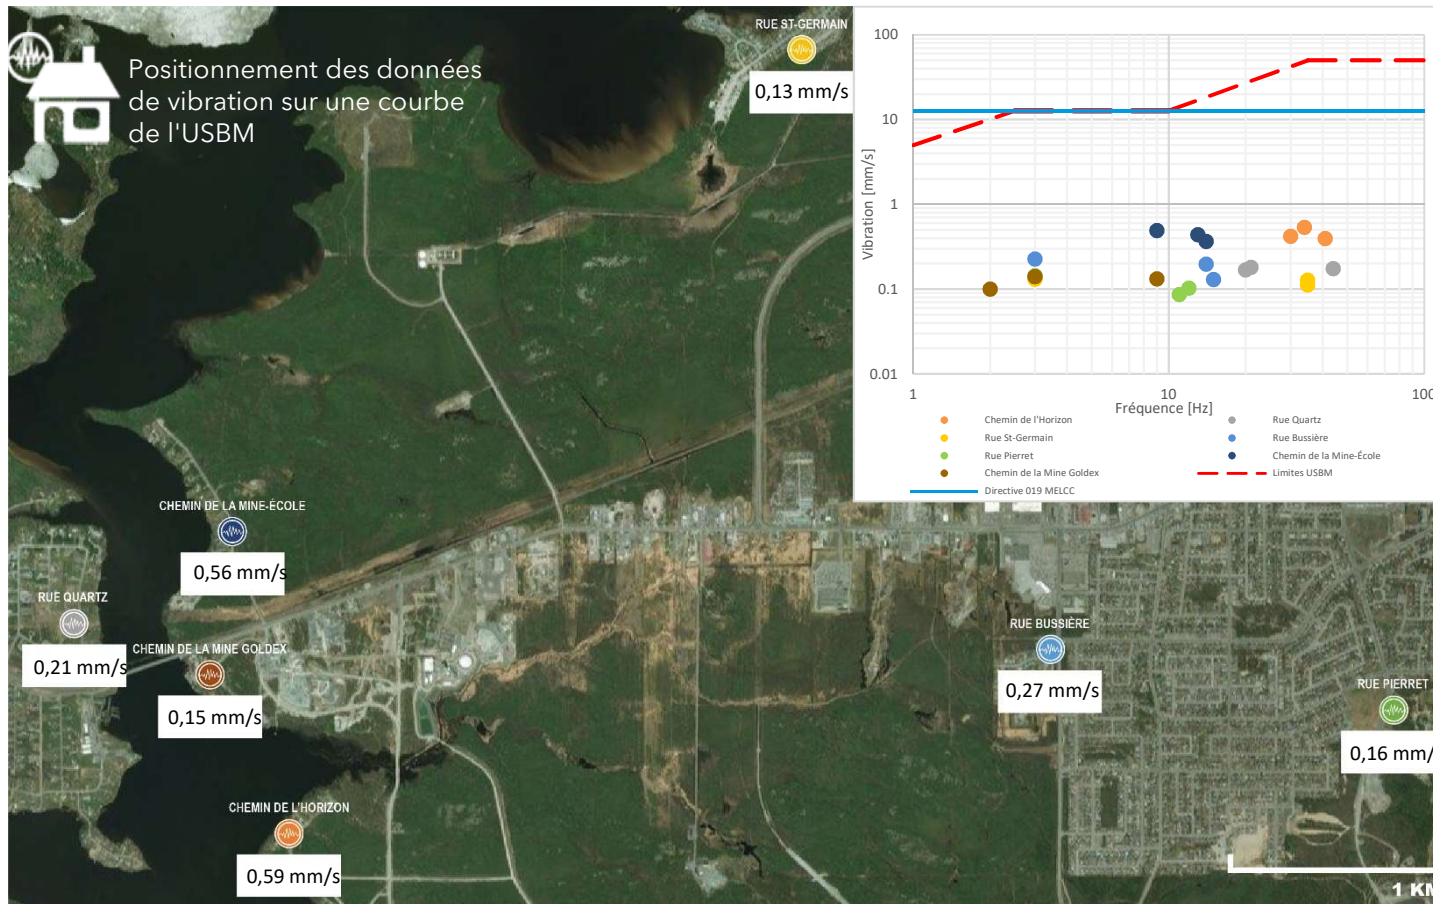 Positionnement des données
de vibration sur une courbe
de l'USBM
RUE ST-GERMAIN
0,13 mm/s
100
10
1
0.1
0.01
Vibration [mm/s]
1
10
100
Fréquence [Hz]
Chemin de l'Horizon
Rue Quartz
Rue St-Germain
Rue Bussière
Rue Pierret
Chemin de la Mine-École
Chemin de la Mine Goldex
Limites USBM
Directive 019 MELCC
CHEMIN DE LA MINE-ÉCOLE
0,56 mm/s
RUE QUARTZ
0,21 mm/s
CHEMIN DE LA MINE GOLDEX
0,15 mm/s
RUE BUSSIÈRE
0,27 mm/s
RUE PIERRET
0,16 mm/
CHEMIN DE L'HORIZON
0,59 mm/s
1 KM